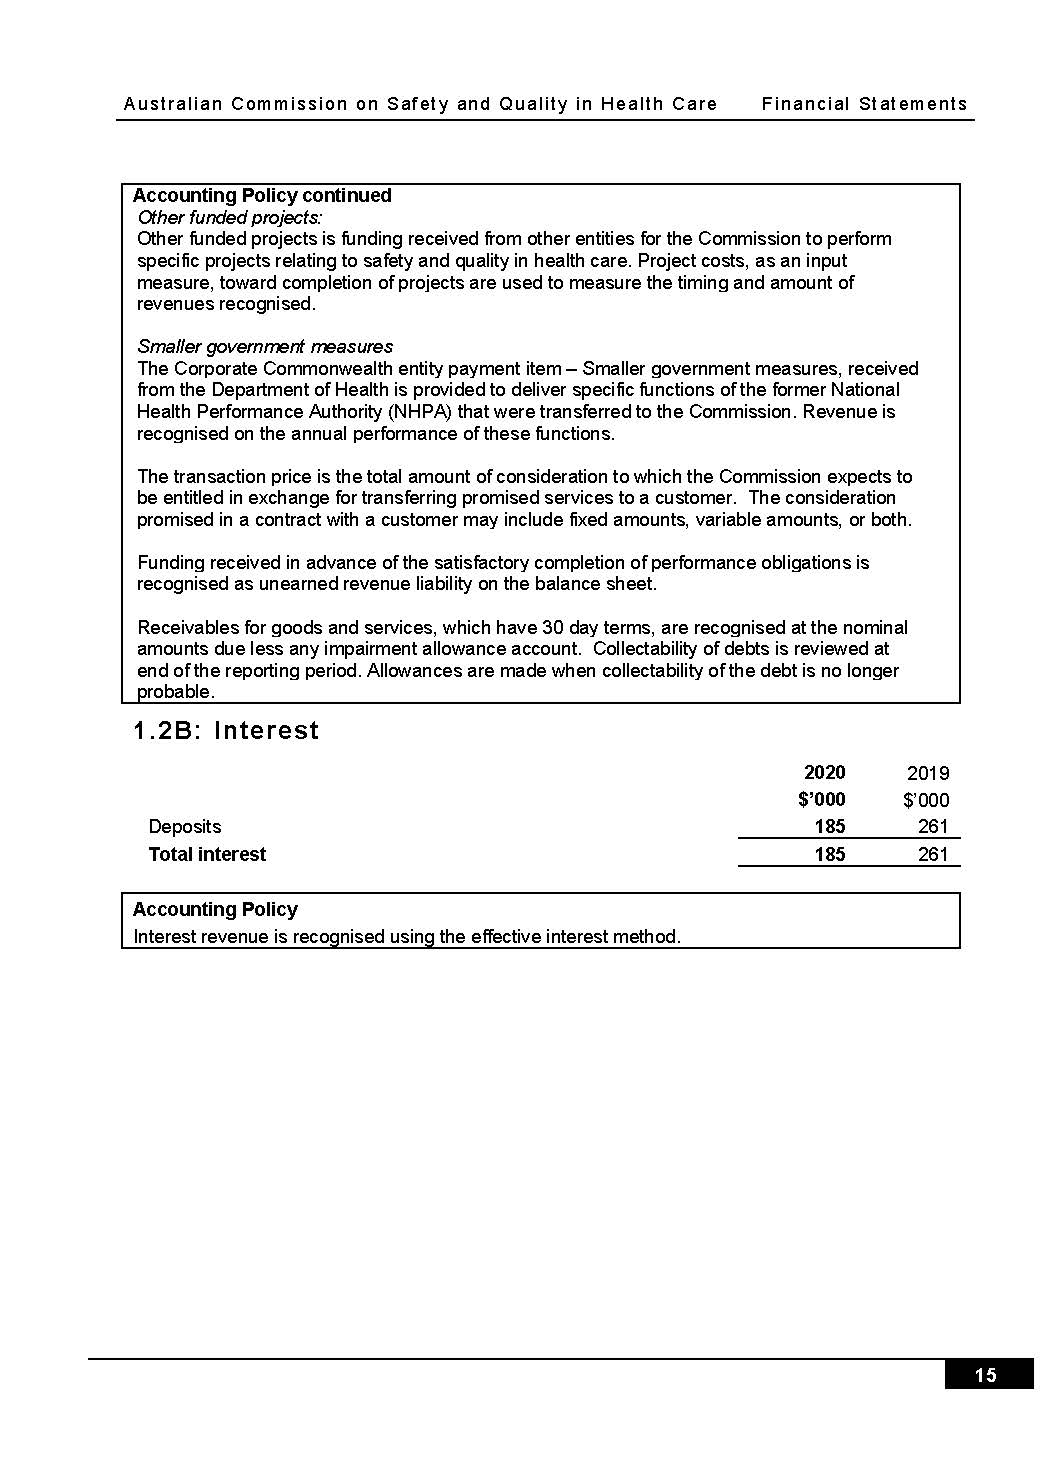 Australian Commission on Safety and Quality in Health Care Financial Statements
Accounting Policy continued
Other funded projects:
Other funded projects is funding received from other entities for the Commission to perform
specific projects relating to safety and quality in health care. Project costs, as an input
measure, toward completion of projects are used to measure the timing and amount of
revenues recognised.
Smaller government measures
The Corporate Commonwealth entity payment item – Smaller government measures, received
from the Department of Health is provided to deliver specific functions of the former National
Health Performance Authority (NHPA) that were transferred to the Commission. Revenue is
recognised on the annual performance of these functions.
The transaction price is the total amount of consideration to which the Commission expects to
be entitled in exchange for transferring promised services to a customer. The consideration
promised in a contract with a customer may include fixed amounts, variable amounts, or both.
Funding received in advance of the satisfactory completion of performance obligations is
recognised as unearned revenue liability on the balance sheet.
Receivables for goods and services, which have 30 day terms, are recognised at the nominal
amounts due less any impairment allowance account. Collectability of debts is reviewed at
end of the reporting period. Allowances are made when collectability of the debt is no longer
probable.
1.2B: Interest
2020 2019
$’000 $’000
Deposits 185 261
Total interest 185 261
Accounting Policy
Interest revenue is recognised using the effective interest method.
15